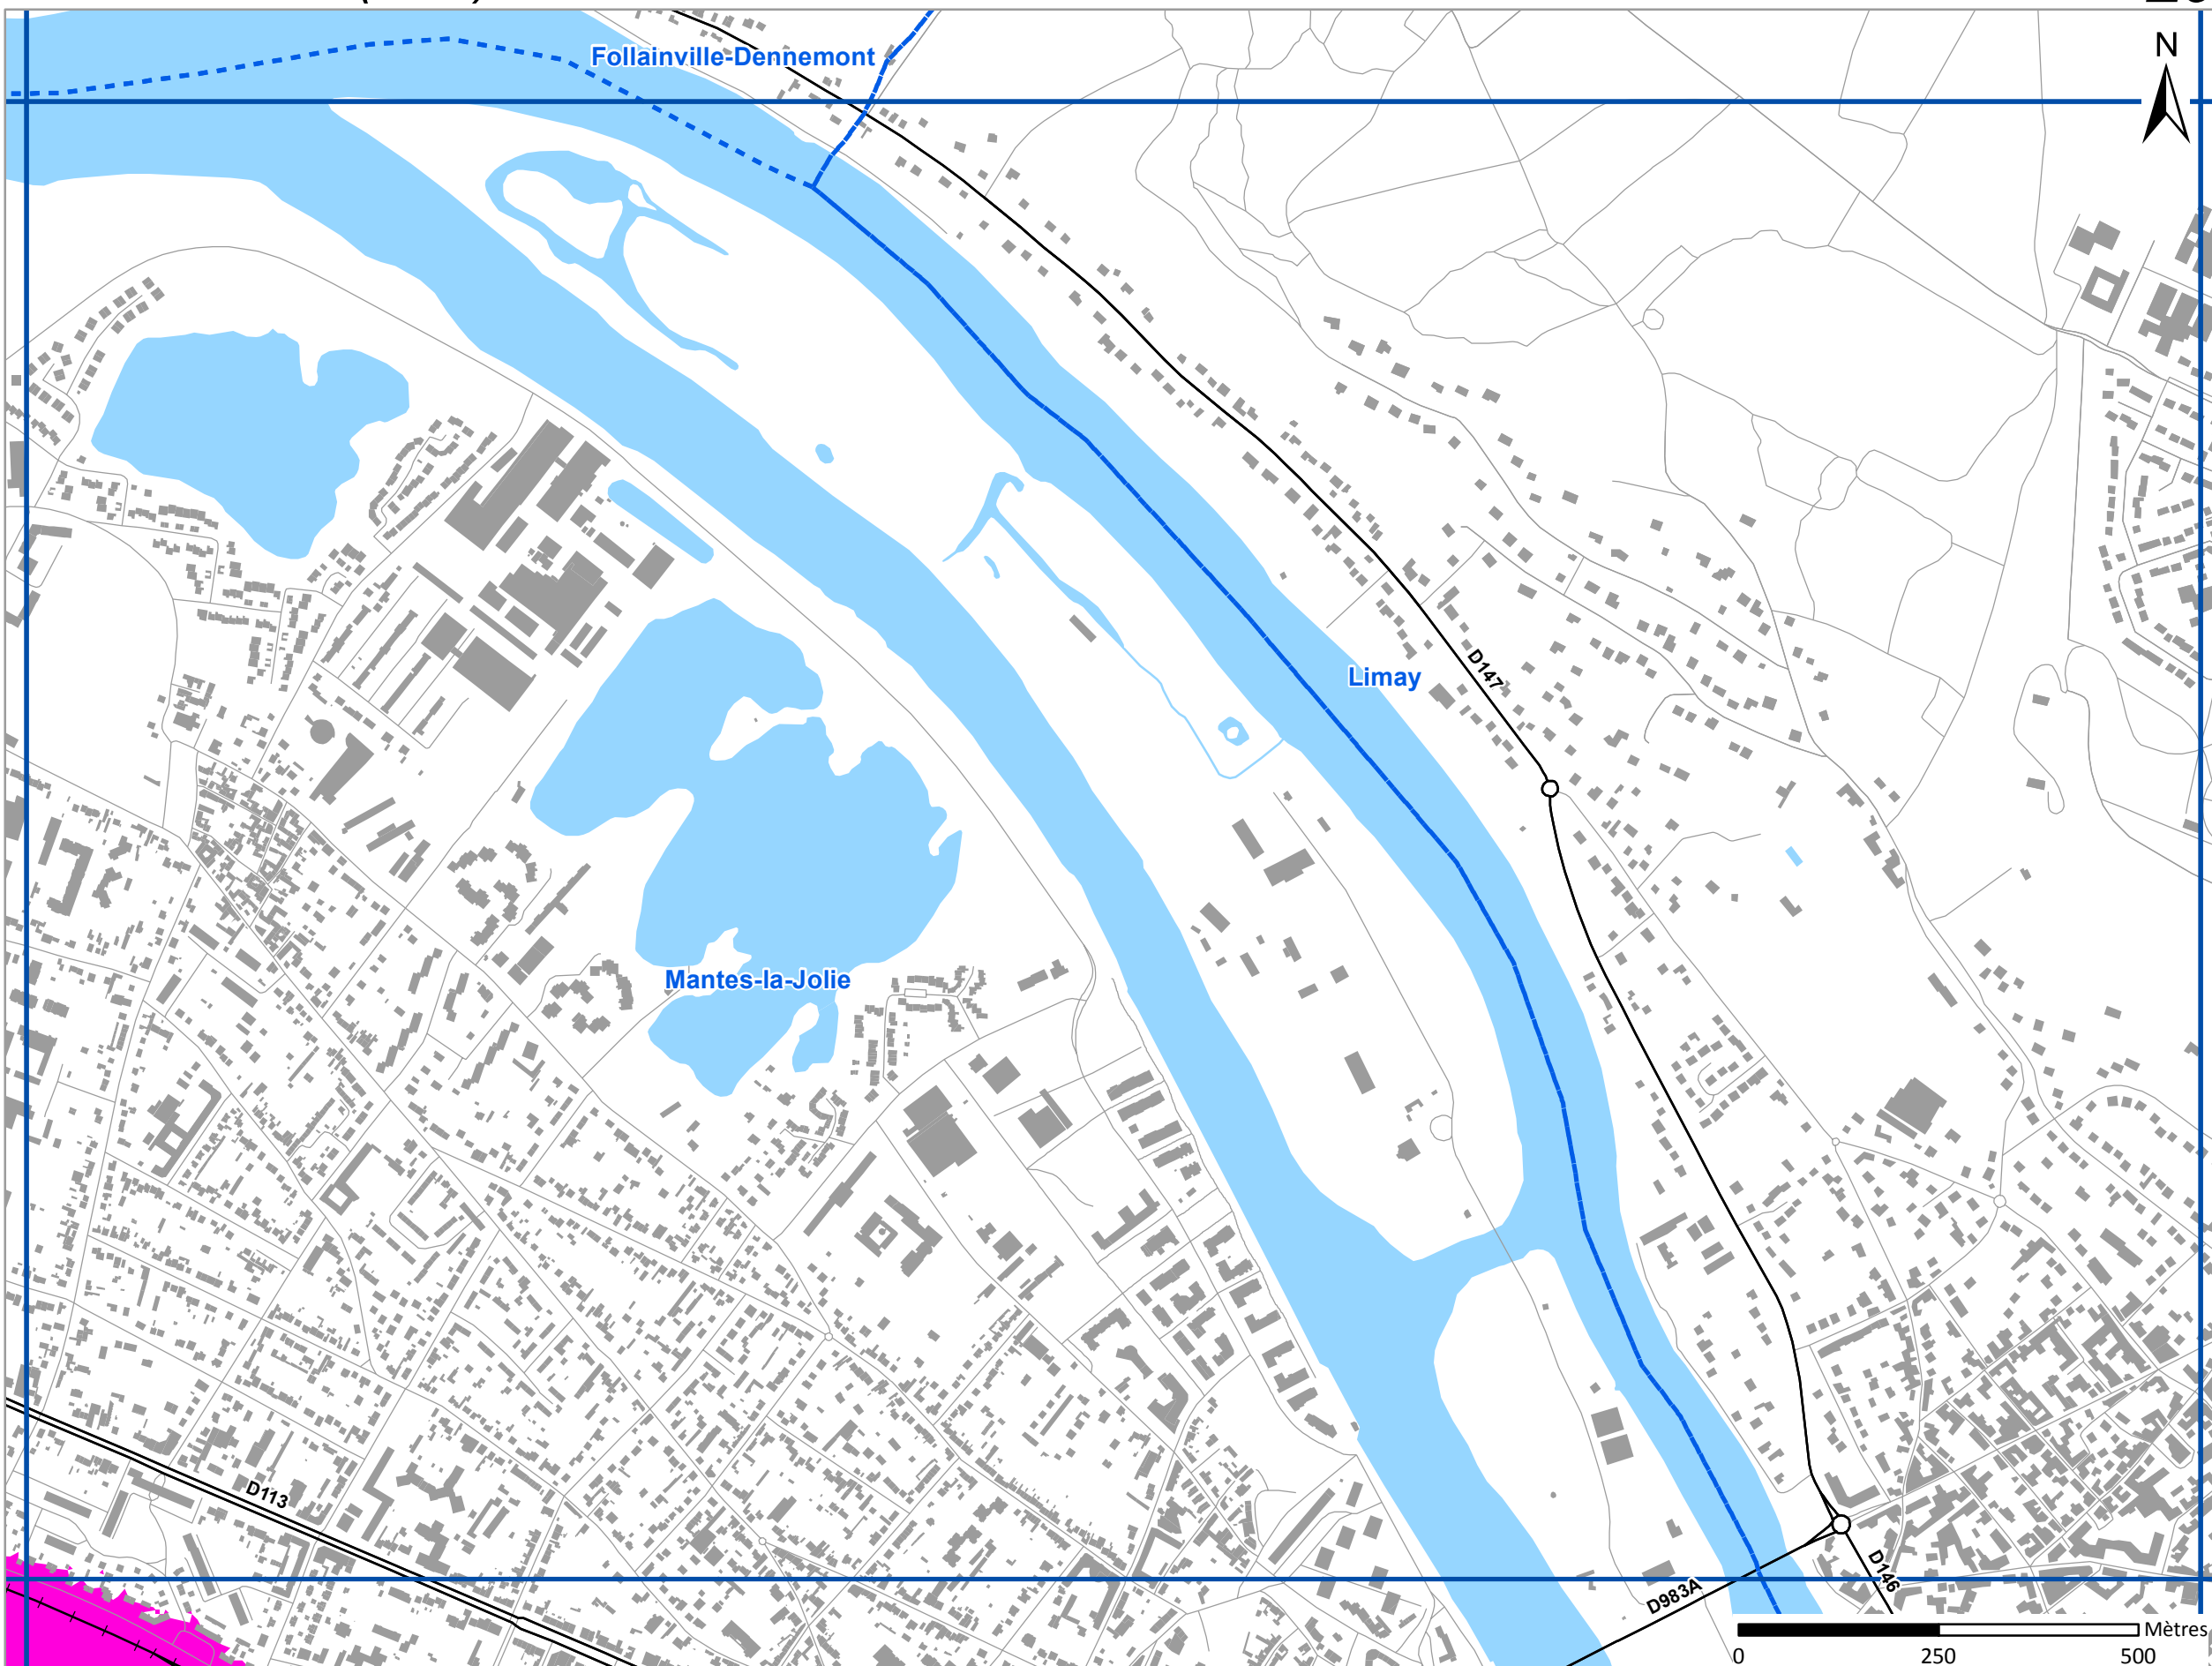 N
Follainville-Dennemont
Limay
D147
Mantes-la-Jolie
D113
D146
D983A
Mètres
0 250 500